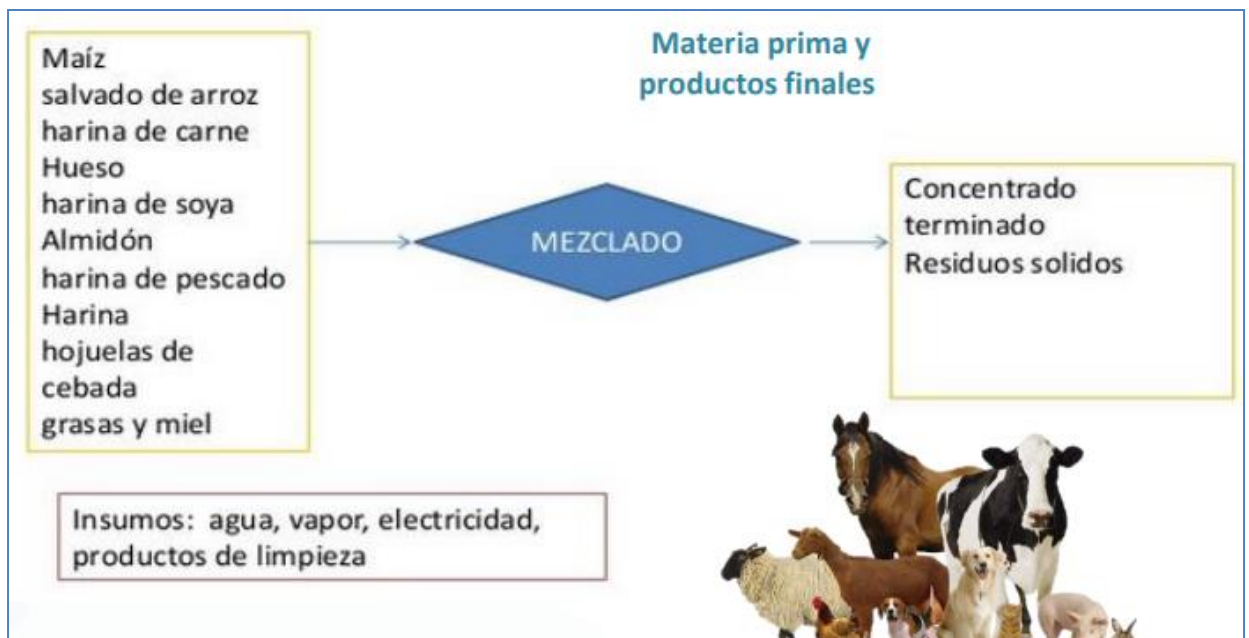 Materia prima y
productos finales
Maíz
salvado de arroz
harina de carne
Hueso
harina de soya
Almidón
harina de pescado
Harina
hojuelas de
cebada
grasas y miel
MEZCLADO
Concentrado
terminado
Residuos solidos
Insumos: agua, vapor, electricidad,
productos de limpieza